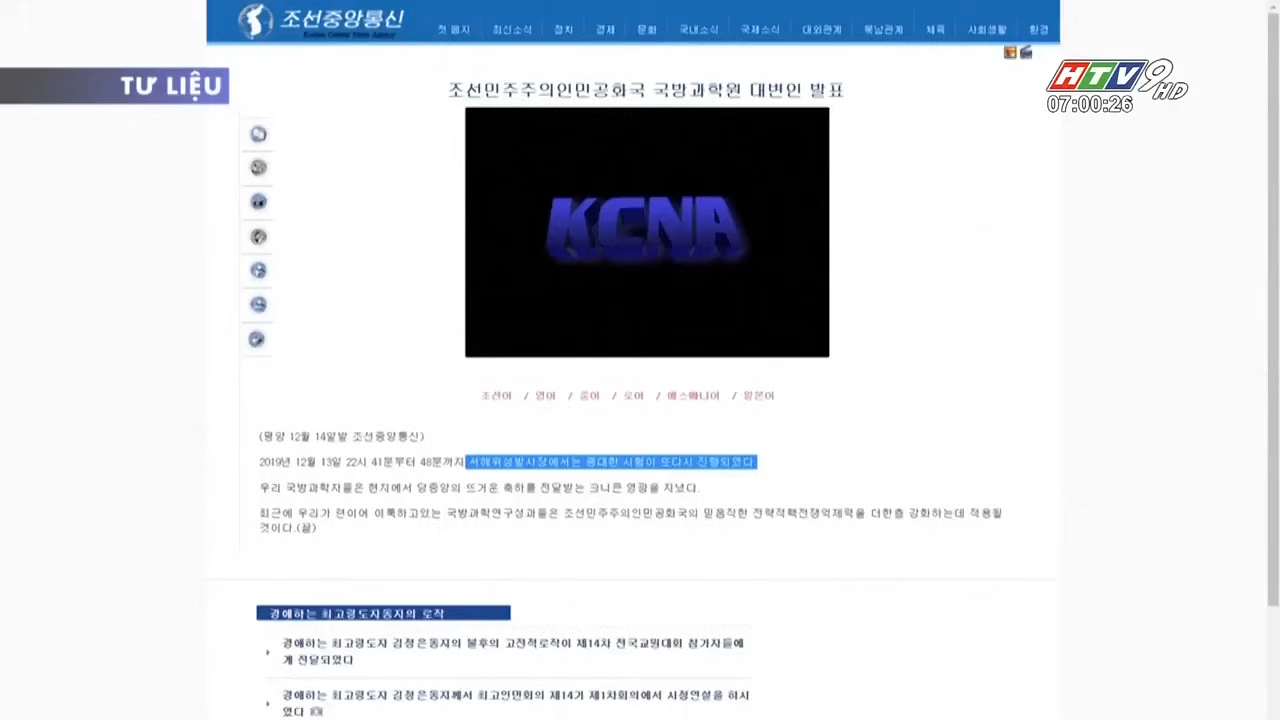 조선중앙통신
Korean Central News Agency
첫 페지 최신소식 정치 경제 문화 국내소식 국제소식 대외관계 북남관계 체육 사회생활 환경
TƯ LIỆU
HTV9 HD
07:00:26
조선민주주의인민공화국 국방과학원 대변인 발표
KCNA
조선어 / 영어 / 중어 / 로어 / 에스빠냐어 / 일본어
(평양 12월 14일발 조선중앙통신)
2019년 12월 13일 22시 41분부터 48분까지 서해위성발사장에서는 중대한 시험이 또다시 진행되였다.
우리 국방과학자들은 현지에서 당중앙의 뜨거운 축하를 전달받는 크나큰 영광을 지녔다.
최근에 우리가 련이어 이룩하고있는 국방과학연구성과들은 조선민주주의인민공화국의 믿음직한 전략적핵전쟁억제력을 더한층 강화하는데 적용될
것이다.(끝)
경애하는 최고령도자동지의 로작
경애하는 최고령도자 김정은동지의 불후의 고전적로작이 제14차 전국교원대회 참가자들에
게 전달되였다
경애하는 최고령도자 김정은동지께서 최고인민회의 제14기 제1차회의에서 시정연설을 하시
였다